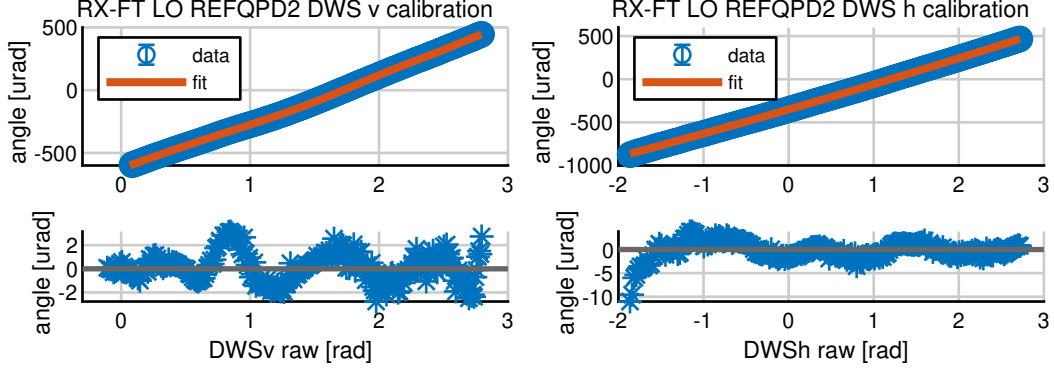 RX-FT LO REFQPD2 DWS v calibration
500
0
-500
angle [urad]
data
fit
0
1
2
3
2
0
-2
angle [urad]
0
1
2
3
DWSv raw [rad]
RX-FT LO REFQPD2 DWS h calibration
500
0
-500
-1000
angle [urad]
data
fit
-2
-1
0
1
2
3
0
-5
-10
angle [urad]
-2
-1
0
1
2
3
DWSh raw [rad]